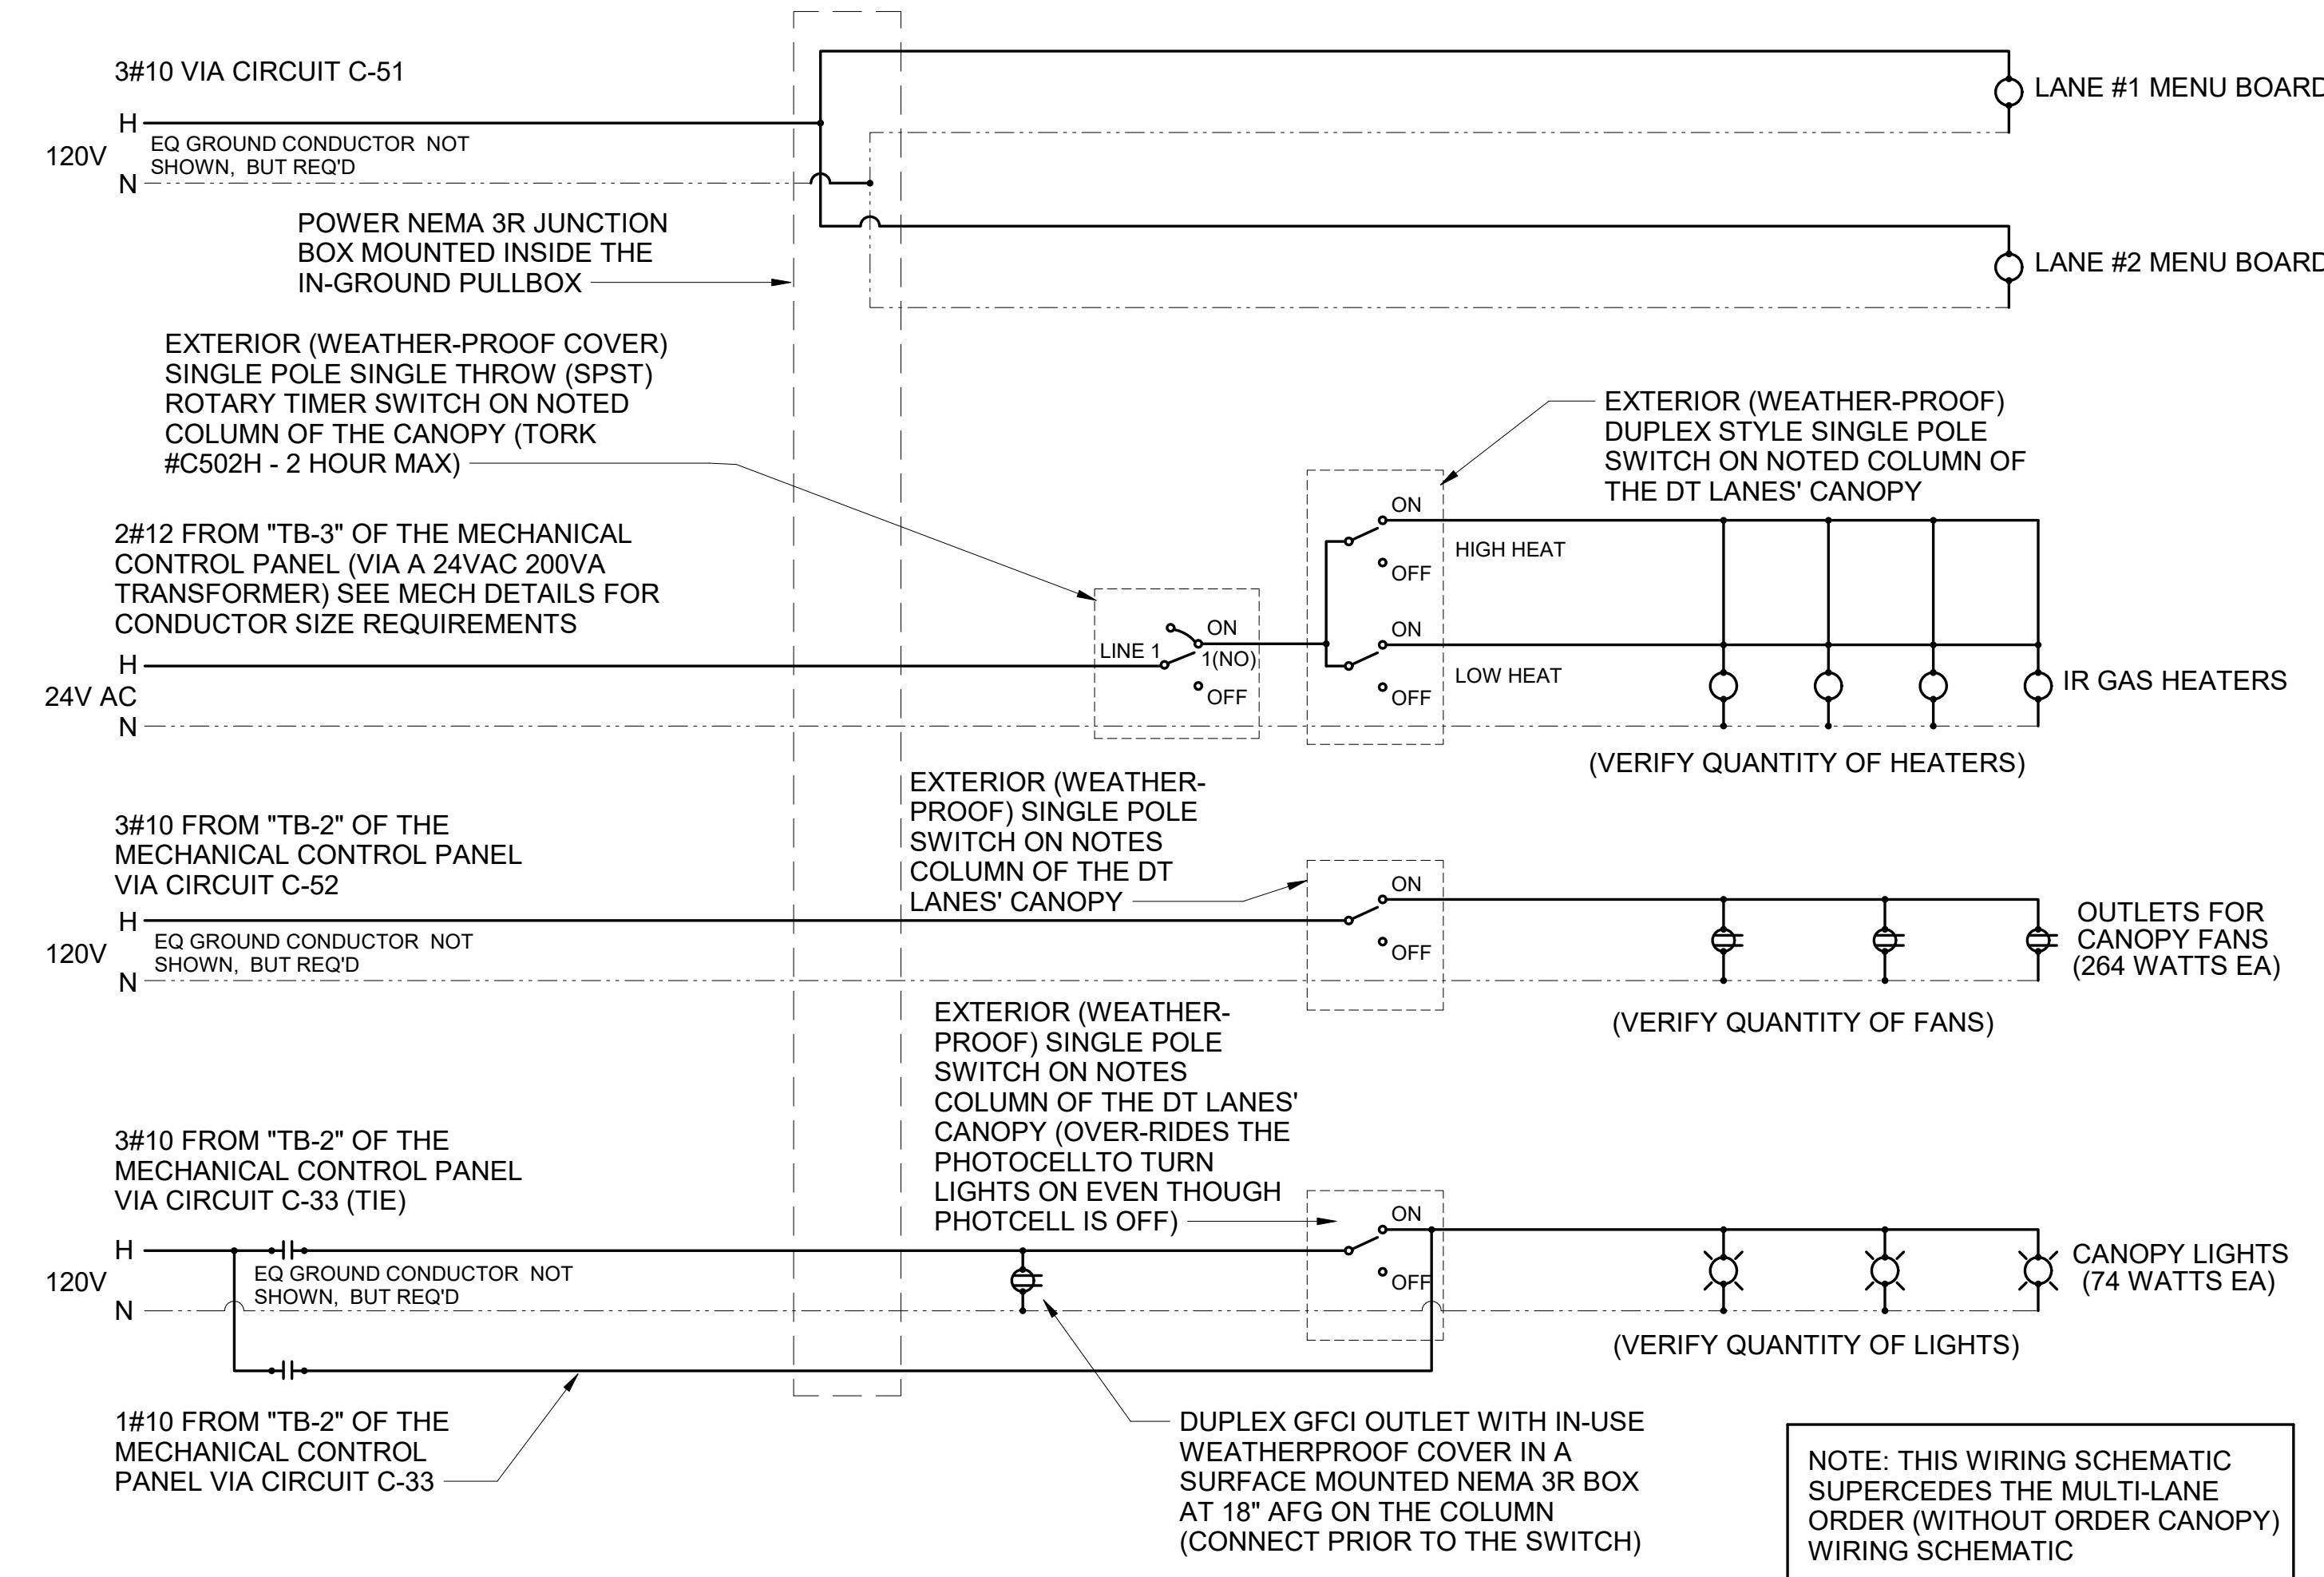 3#10 VIA CIRCUIT C-51
H
120V
EQ GROUND CONDUCTOR NOT
SHOWN, BUT REQ'D
N
LANE #1 MENU BOARD
LANE #2 MENU BOARD
POWER NEMA 3R JUNCTION
BOX MOUNTED INSIDE THE
IN-GROUND PULLBOX
EXTERIOR (WEATHER-PROOF COVER)
SINGLE POLE SINGLE THROW (SPST)
ROTARY TIMER SWITCH ON NOTED
COLUMN OF THE CANOPY (TORK
#C502H - 2 HOUR MAX)
EXTERIOR (WEATHER-PROOF)
DUPLEX STYLE SINGLE POLE
SWITCH ON NOTED COLUMN OF
THE DT LANES' CANOPY
2#12 FROM "TB-3" OF THE MECHANICAL
CONTROL PANEL (VIA A 24VAC 200VA
TRANSFORMER) SEE MECH DETAILS FOR
CONDUCTOR SIZE REQUIREMENTS
H
24V AC
N
LINE 1
ON
1(NO)
OFF
ON
OFF
HIGH HEAT
ON
OFF
LOW HEAT
IR GAS HEATERS
(VERIFY QUANTITY OF HEATERS)
EXTERIOR (WEATHER-
PROOF) SINGLE POLE
SWITCH ON NOTES
COLUMN OF THE DT
LANES' CANOPY
3#10 FROM "TB-2" OF THE
MECHANICAL CONTROL PANEL
VIA CIRCUIT C-52
H
120V
EQ GROUND CONDUCTOR NOT
SHOWN, BUT REQ'D
N
ON
OFF
OUTLETS FOR
CANOPY FANS
(264 WATTS EA)
(VERIFY QUANTITY OF FANS)
EXTERIOR (WEATHER-
PROOF) SINGLE POLE
SWITCH ON NOTES
COLUMN OF THE DT LANES'
CANOPY (OVER-RIDES THE
PHOTOCELLTO TURN
LIGHTS ON EVEN THOUGH
PHOTCELL IS OFF)
3#10 FROM "TB-2" OF THE
MECHANICAL CONTROL PANEL
VIA CIRCUIT C-33 (TIE)
H
120V
EQ GROUND CONDUCTOR NOT
SHOWN, BUT REQ'D
N
ON
OFF
CANOPY LIGHTS
(74 WATTS EA)
(VERIFY QUANTITY OF LIGHTS)
1#10 FROM "TB-2" OF THE
MECHANICAL CONTROL
PANEL VIA CIRCUIT C-33
DUPLEX GFCI OUTLET WITH IN-USE
WEATHERPROOF COVER IN A
SURFACE MOUNTED NEMA 3R BOX
AT 18" AFG ON THE COLUMN
(CONNECT PRIOR TO THE SWITCH)
NOTE: THIS WIRING SCHEMATIC
SUPERCEDES THE MULTI-LANE
ORDER (WITHOUT ORDER CANOPY)
WIRING SCHEMATIC